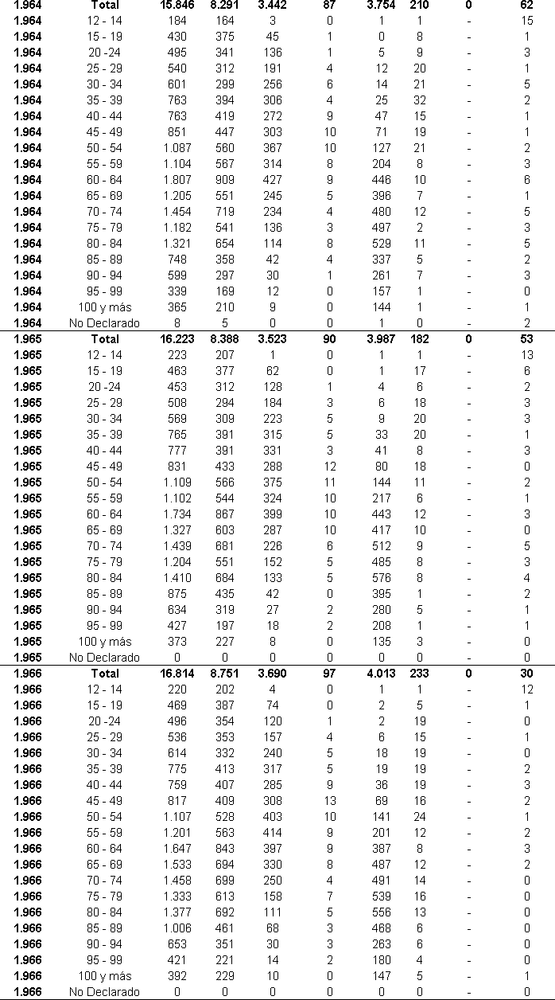 1.964 Total 15.846 8.291 3.442 87 3.754 210 0 62
1.964 12 - 14 184 164 3 0 1 1 - 15
1.964 15 - 19 430 375 45 1 0 8 - 1
1.964 20 -24 495 341 136 1 5 9 - 3
1.964 25 - 29 540 312 191 4 12 20 - 1
1.964 30 - 34 601 299 256 6 14 21 - 5
1.964 35 - 39 763 394 306 4 25 32 - 2
1.964 40 - 44 763 419 272 9 47 15 - 1
1.964 45 - 49 851 447 303 10 71 19 - 1
1.964 50 - 54 1.087 560 367 10 127 21 - 2
1.964 55 - 59 1.104 567 314 8 204 8 - 3
1.964 60 - 64 1.807 909 427 9 446 10 - 6
1.964 65 - 69 1.205 551 245 5 396 7 - 1
1.964 70 - 74 1.454 719 234 4 480 12 - 5
1.964 75 - 79 1.182 541 136 3 497 2 - 3
1.964 80 - 84 1.321 654 114 8 529 11 - 5
1.964 85 - 89 748 358 42 4 337 5 - 2
1.964 90 - 94 599 297 30 1 261 7 - 3
1.964 95 - 99 339 169 12 0 157 1 - 0
1.964 100 y más 365 210 9 0 144 1 - 1
1.964 No Declarado 8 5 0 0 1 0 - 2
1.965 Total 16.223 8.388 3.523 90 3.987 182 0 53
1.965 12 - 14 223 207 1 0 1 1 - 13
1.965 15 - 19 463 377 62 0 1 17 - 6
1.965 20 -24 453 312 128 1 4 6 - 2
1.965 25 - 29 508 294 184 3 6 18 - 3
1.965 30 - 34 569 309 223 5 9 20 - 3
1.965 35 - 39 765 391 315 5 33 20 - 1
1.965 40 - 44 777 391 331 3 41 8 - 3
1.965 45 - 49 831 433 288 12 80 18 - 0
1.965 50 - 54 1.109 566 375 11 144 11 - 2
1.965 55 - 59 1.102 544 324 10 217 6 - 1
1.965 60 - 64 1.734 867 399 10 443 12 - 3
1.965 65 - 69 1.327 603 287 10 417 10 - 0
1.965 70 - 74 1.439 681 226 6 512 9 - 5
1.965 75 - 79 1.204 551 152 5 485 8 - 3
1.965 80 - 84 1.410 684 133 5 576 8 - 4
1.965 85 - 89 875 435 42 0 395 1 - 2
1.965 90 - 94 634 319 27 2 280 5 - 1
1.965 95 - 99 427 197 18 2 208 1 - 1
1.965 100 y más 373 227 8 0 135 3 - 0
1.965 No Declarado 0 0 0 0 0 0 - 0
1.966 Total 16.814 8.751 3.690 97 4.013 233 0 30
1.966 12 - 14 220 202 4 0 1 1 - 12
1.966 15 - 19 469 387 74 0 2 5 - 1
1.966 20 -24 496 354 120 1 2 19 - 0
1.966 25 - 29 536 353 157 4 6 15 - 1
1.966 30 - 34 614 332 240 5 18 19 - 0
1.966 35 - 39 775 413 317 5 19 19 - 2
1.966 40 - 44 759 407 285 9 36 19 - 3
1.966 45 - 49 817 409 308 13 69 16 - 2
1.966 50 - 54 1.107 528 403 10 141 24 - 1
1.966 55 - 59 1.201 563 414 9 201 12 - 2
1.966 60 - 64 1.647 843 397 9 387 8 - 3
1.966 65 - 69 1.533 694 330 8 487 12 - 2
1.966 70 - 74 1.458 699 250 4 491 14 - 0
1.966 75 - 79 1.333 613 158 7 539 16 - 0
1.966 80 - 84 1.377 692 111 5 556 13 - 0
1.966 85 - 89 1.006 461 68 3 468 6 - 0
1.966 90 - 94 653 351 30 3 263 6 - 0
1.966 95 - 99 421 221 14 2 180 4 - 0
1.966 100 y más 392 229 10 0 147 5 - 1
1.966 No Declarado 0 0 0 0 0 0 - 0